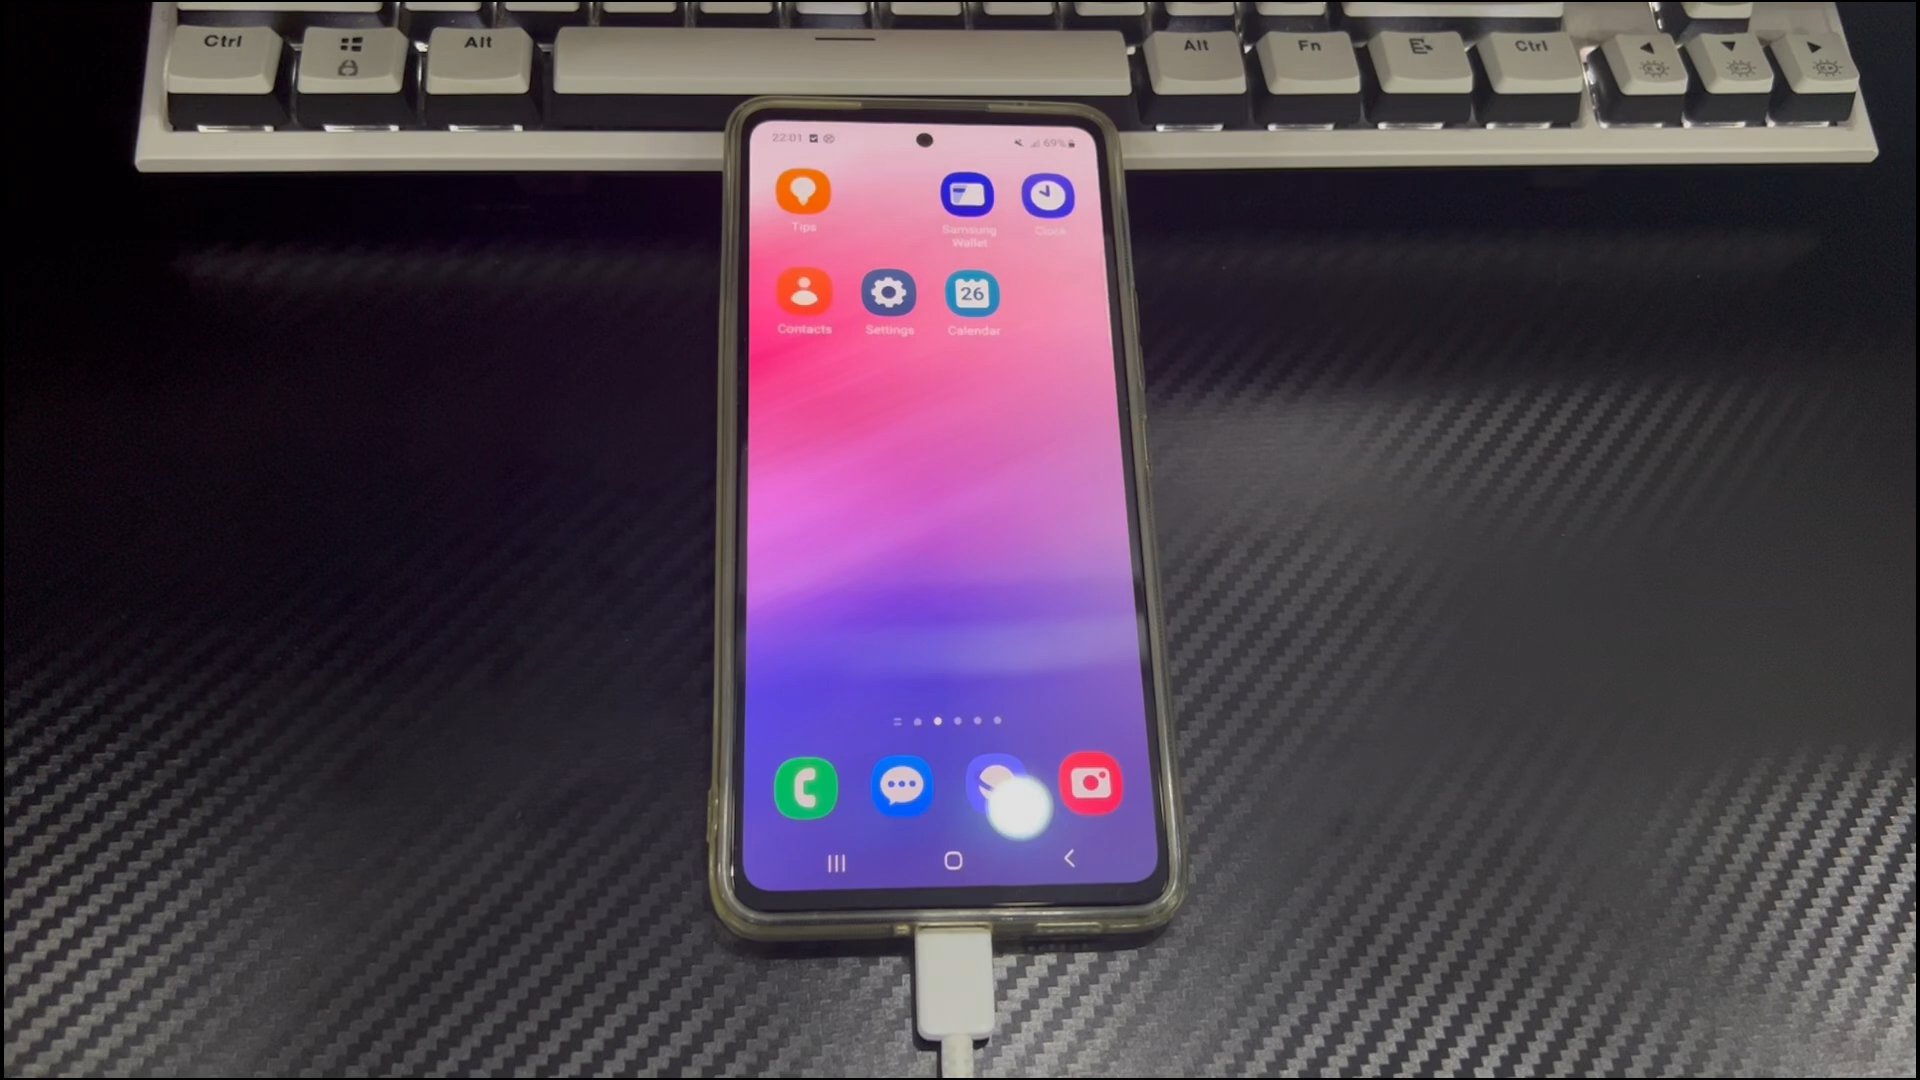 Ctrl
Alt
Alt
Fn
Ctrl
22:01
69%
Tips
Samsung
Wallet
Clock
Contacts
Settings
26
Calendar